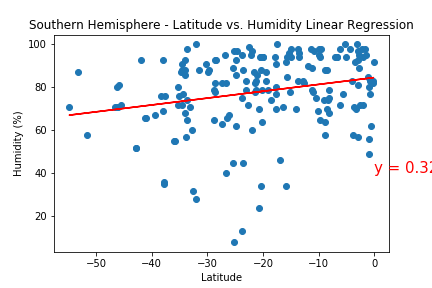 Southern Hemisphere - Latitude vs. Humidity Linear Regression
100
80
60
40
20
Humidity (%)
y = 0.32
−50
−40
−30
−20
−10
0
Latitude